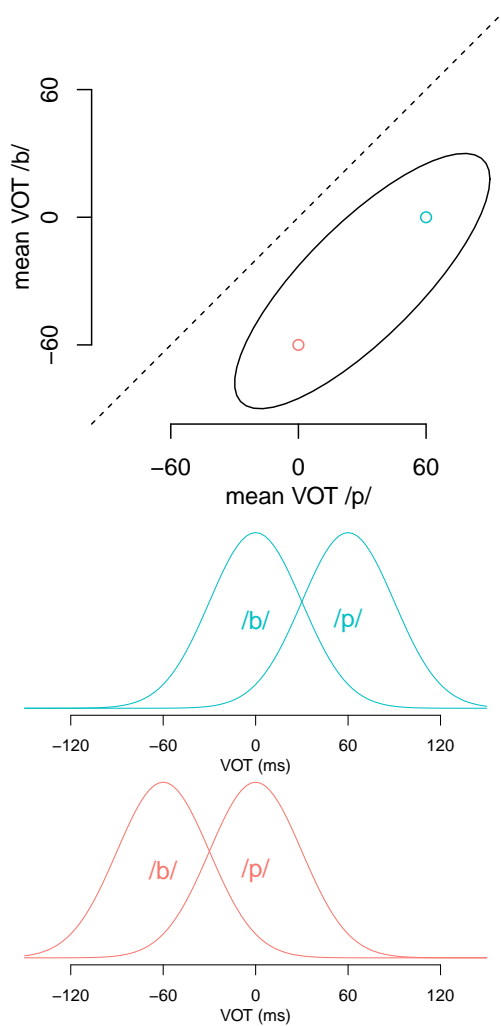 60
0
−60
mean VOT /b/
−60 0 60
mean VOT /p/
/b/ /p/
−120 −60 0 60 120
VOT (ms)
/b/ /p/
−120 −60 0 60 120
VOT (ms)